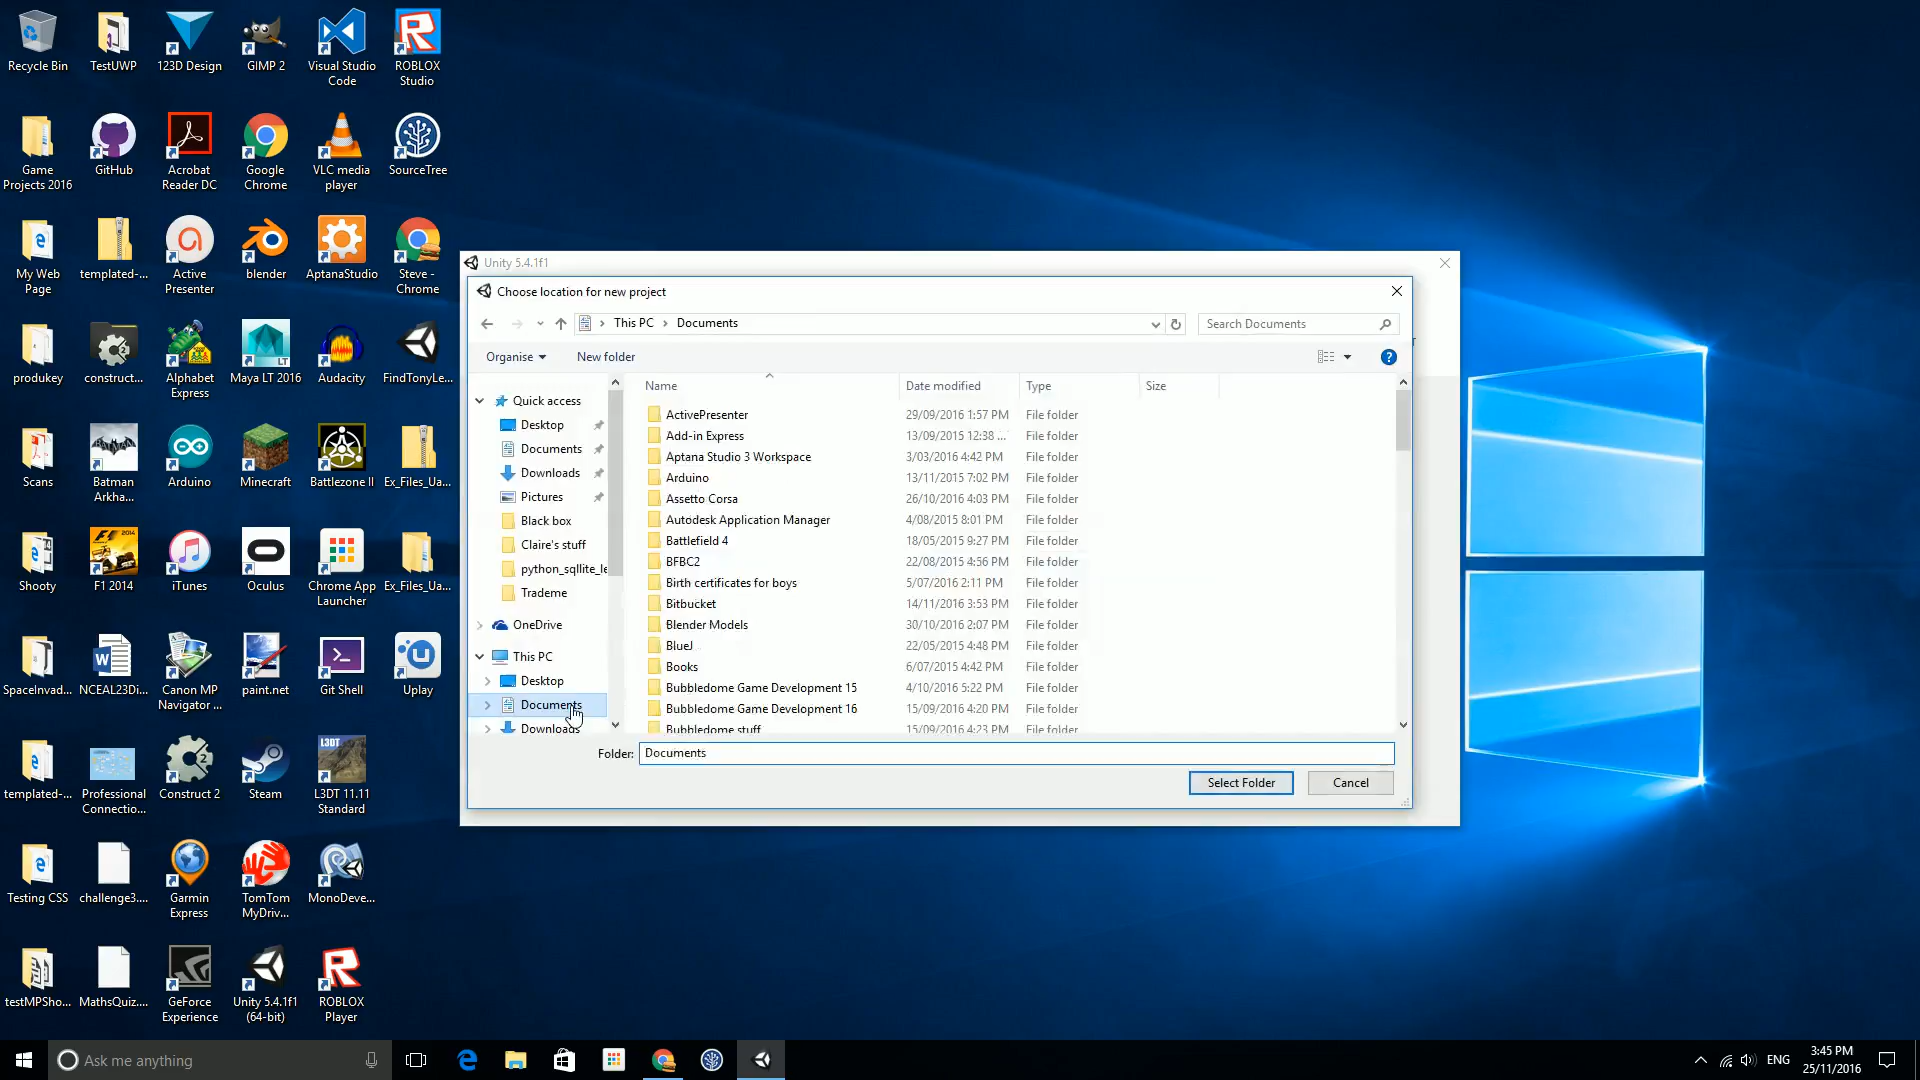 Recycle Bin
TestUWP
123D Design
GIMP 2
Visual Studio
Code
ROBLOX
Studio
Game
Projects 2016
GitHub
Acrobat
Reader DC
Google
Chrome
VLC media
player
SourceTree
My Web
Page
templated-...
Active
Presenter
blender
AptanaStudio
Steve -
Chrome
produkey
construct...
Alphabet
Express
Maya LT 2016
Audacity
FindTonyLe...
Scans
Batman
Arkha...
Arduino
Minecraft
Battlezone II
Ex_Files_Ua...
Shooty
F1 2014
iTunes
Oculus
Chrome App
Launcher
Ex_Files_Ua...
SpaceInvad...
NCEAL23Di...
Canon MP
Navigator ...
paint.net
Git Shell
Uplay
templated-...
Professional
Connectio...
Construct 2
Steam
L3DT 11.11
Standard
Testing CSS
challenge3....
Garmin
Express
TomTom
MyDriv...
MonoDeve...
testMPSho...
MathsQuiz....
GeForce
Experience
Unity 5.4.1f1
(64-bit)
ROBLOX
Player
Unity 5.4.1f1
Choose location for new project
This PC > Documents
Search Documents
Organise
New folder
Quick access
Desktop
Documents
Downloads
Pictures
Black box
Claire's stuff
python_sqllite_le
Trademe
OneDrive
This PC
Desktop
Documents
Downloads
Name Date modified Type Size
ActivePresenter 29/09/2016 1:57 PM File folder
Add-in Express 13/09/2015 12:38 ... File folder
Aptana Studio 3 Workspace 3/03/2016 4:42 PM File folder
Arduino 13/11/2015 7:02 PM File folder
Assetto Corsa 26/10/2016 4:03 PM File folder
Autodesk Application Manager 4/08/2015 8:01 PM File folder
Battlefield 4 18/05/2015 9:27 PM File folder
BFBC2 22/08/2015 4:56 PM File folder
Birth certificates for boys 5/07/2016 2:11 PM File folder
Bitbucket 14/11/2016 3:53 PM File folder
Blender Models 30/10/2016 2:07 PM File folder
BlueJ 22/05/2015 4:48 PM File folder
Books 6/07/2015 4:42 PM File folder
Bubbledome Game Development 15 4/10/2016 5:22 PM File folder
Bubbledome Game Development 16 15/09/2016 4:20 PM File folder
Bubbledome stuff 15/09/2016 4:23 PM File folder
Folder: Documents
Select Folder
Cancel
Ask me anything
ENG
3:45 PM
25/11/2016